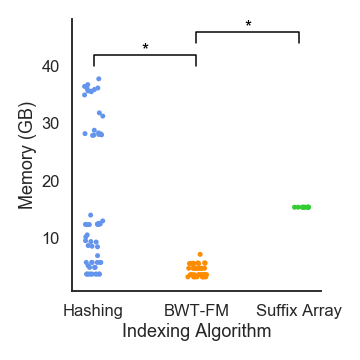 *
*
40
30
20
10
Memory (GB)
Hashing BWT-FM Suffix Array
Indexing Algorithm